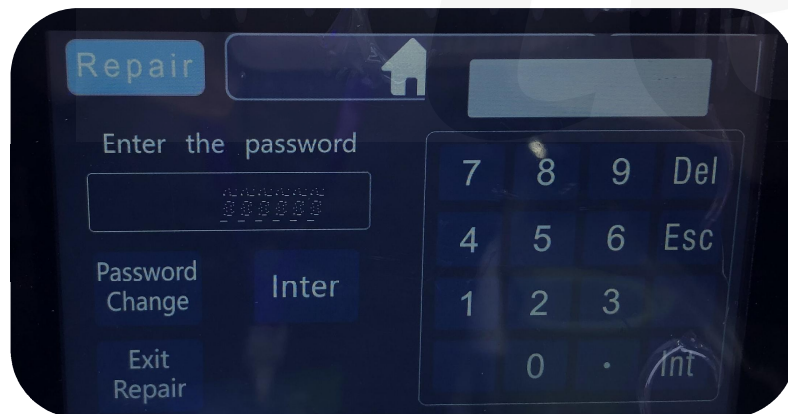 Repair
Enter the password
7 8 9 Del
4 5 6 Esc
Password
Change
Inter
1 2 3
Exit
Repair
0 . Int